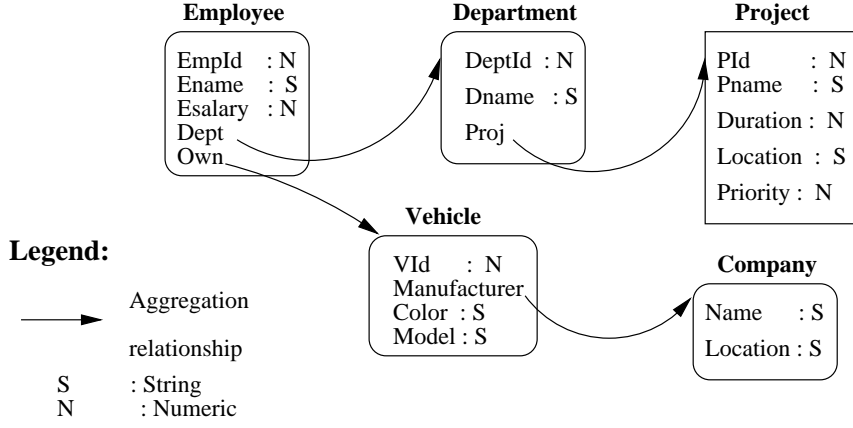 Employee
EmpId : N
Ename : S
Esalary : N
Dept
Own
Department
DeptId : N
Dname : S
Proj
Project
PId : N
Pname : S
Duration : N
Location : S
Priority : N
Vehicle
VId : N
Manufacturer
Color : S
Model : S
Company
Name : S
Location : S
Legend:
Aggregation
relationship
S : String
N : Numeric